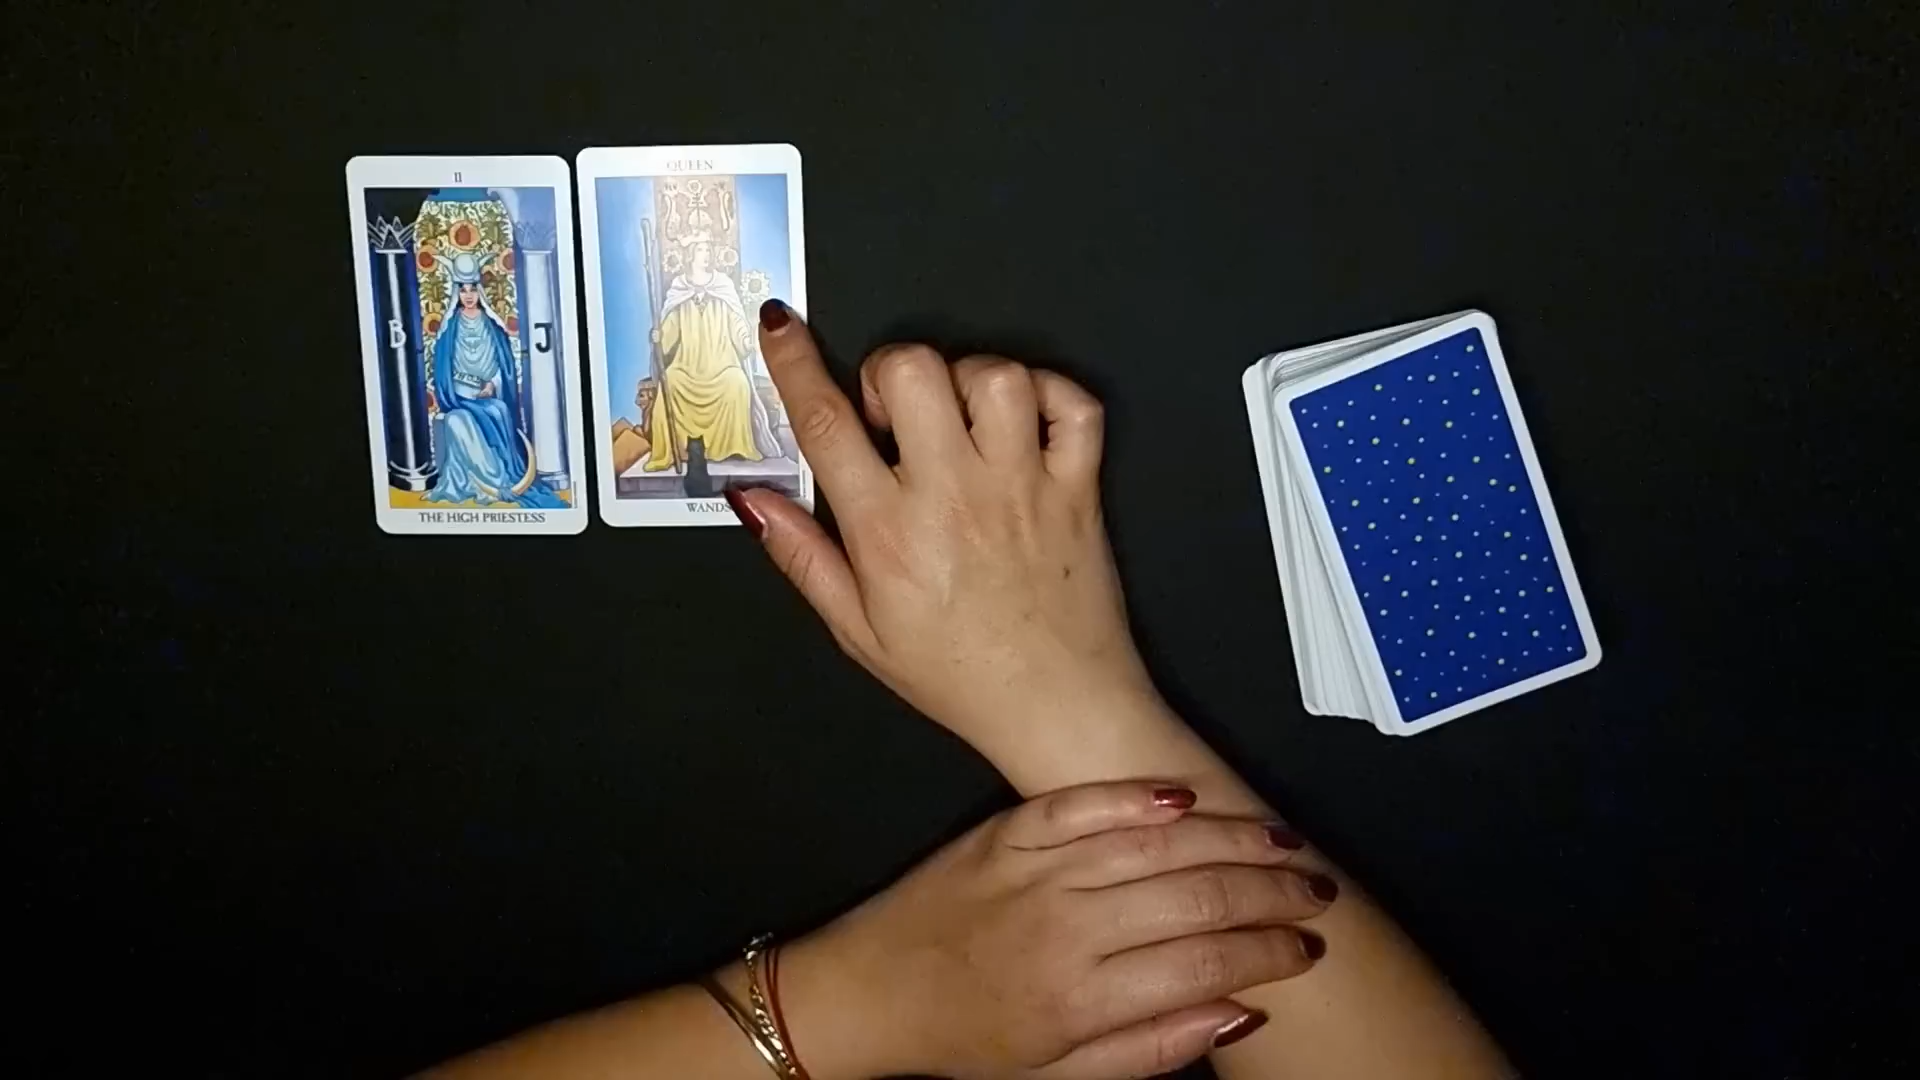 II
B J
THE HIGH PRIESTESS
QUEEN
WANDS